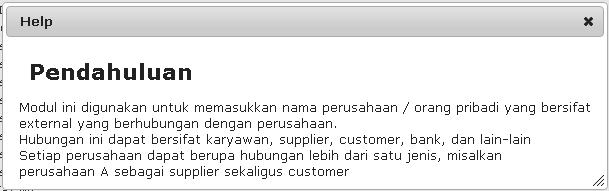 Help
Pendahuluan
Modul ini digunakan untuk memasukkan nama perusahaan / orang pribadi yang bersifat
external yang berhubungan dengan perusahaan.
Hubungan ini dapat bersifat karyawan, supplier, customer, bank, dan lain-lain
Setiap perusahaan dapat berupa hubungan lebih dari satu jenis, misalkan
perusahaan A sebagai supplier sekaligus customer